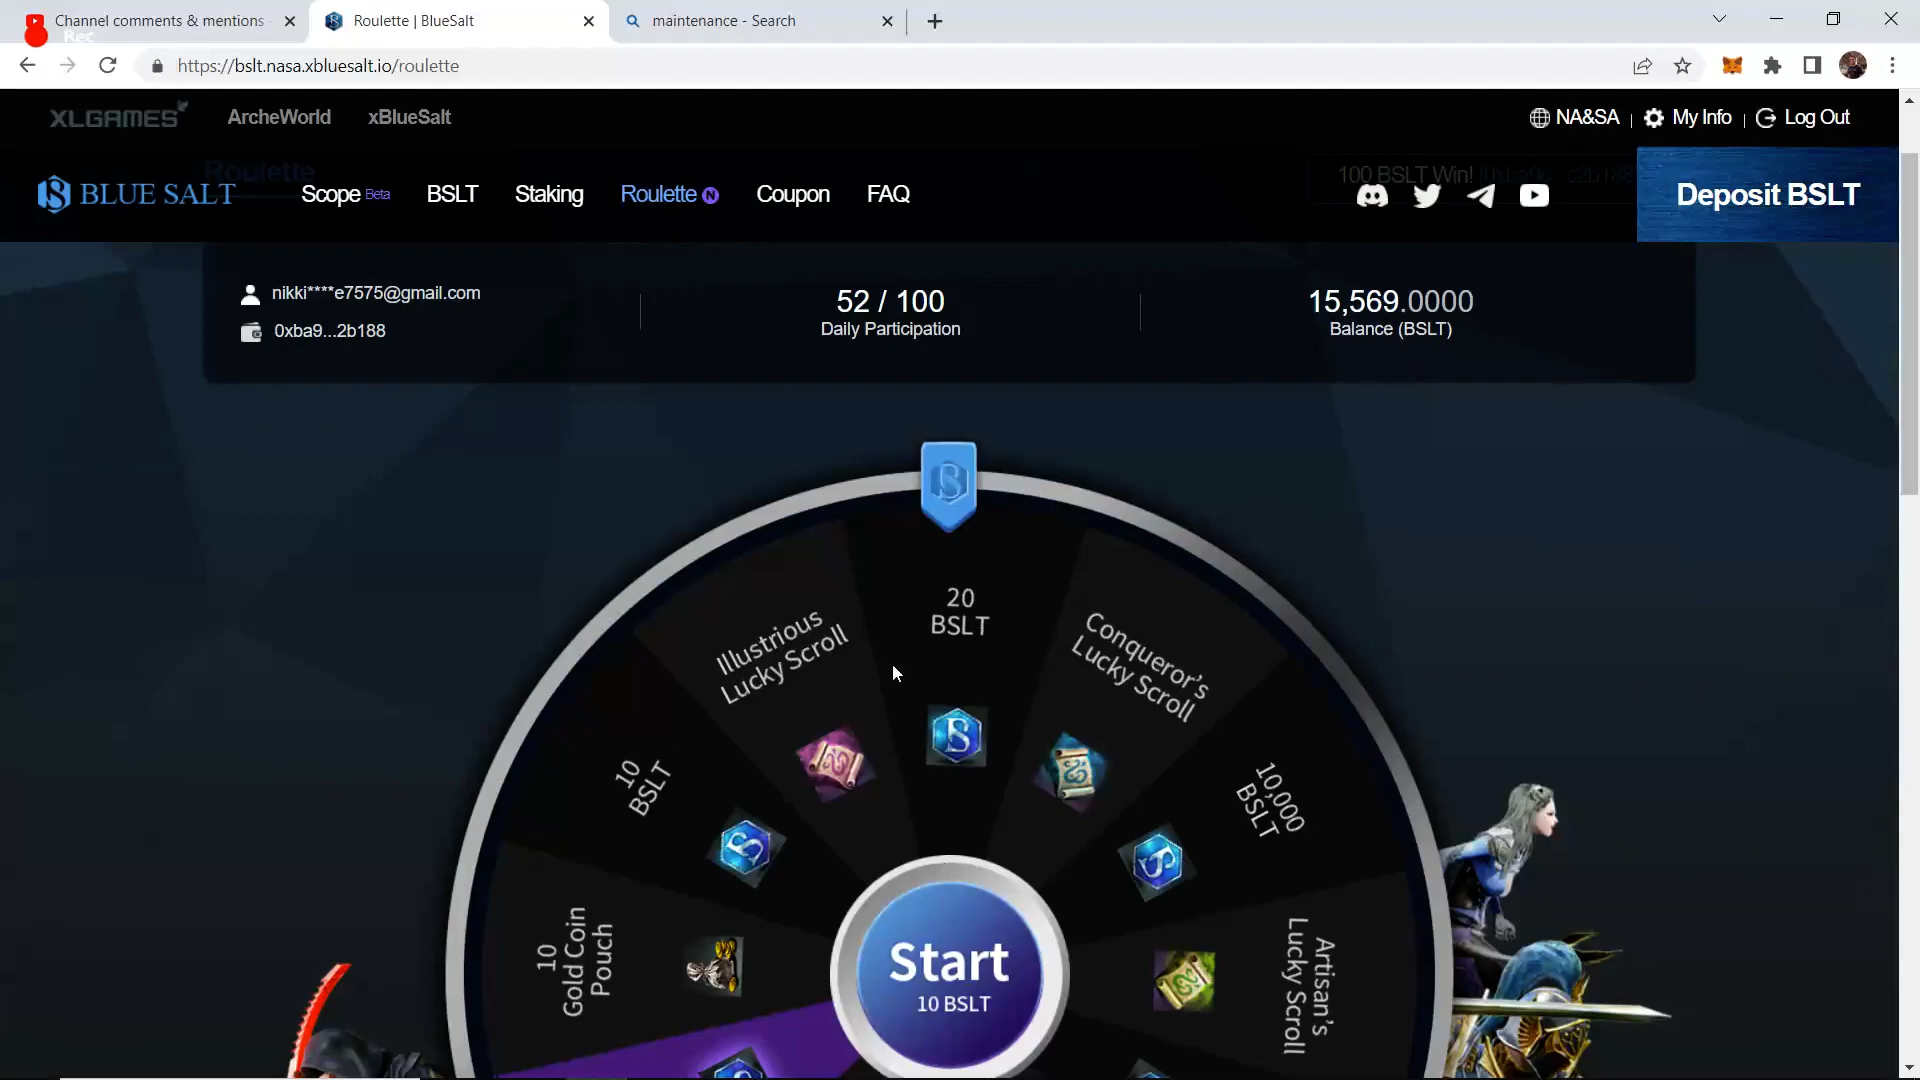 Channel comments & mentions
Roulette | BlueSalt
maintenance - Search
Rec
https://bslt.nasa.xbluesalt.io/roulette
XLGAMES
ArcheWorld
xBlueSalt
NA&SA
My Info
Log Out
Roulette
100 BSLT Win!
BLUE SALT
Scope Beta
BSLT
Staking
Roulette N
Coupon
FAQ
Deposit BSLT
nikki****e7575@gmail.com
0xba9...2b188
52 / 100
Daily Participation
15,569.0000
Balance (BSLT)
20
BSLT
Illustrious
Lucky Scroll
Conqueror's
Lucky Scroll
10
BSLT
10,000
BSLT
10
Gold Coin
Pouch
Artisan's
Lucky Scroll
Start
10 BSLT